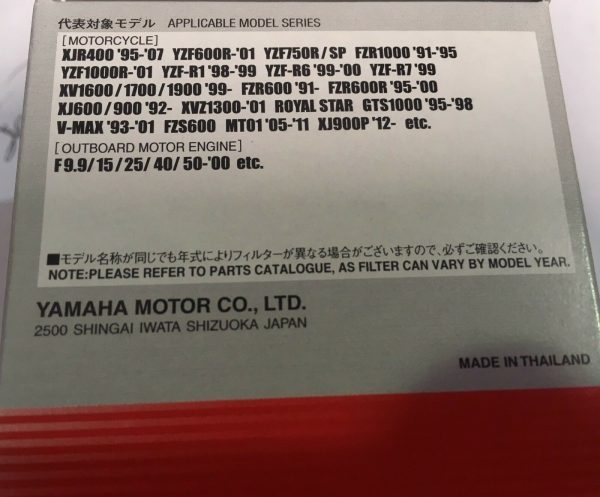 代表対象モデル APPLICABLE MODEL SERIES
[MOTORCYCLE]
XJR400 '95-'07 YZF600R-'01 YZF750R/SP FZR1000 '91-'95
YZF1000R-'01 YZF-R1 '98-'99 YZF-R6 '99-'00 YZF-R7 '99
XV1600/1700/1900 '99- FZR600 '91- FZR600R '95-'00
XJ600/900 '92- XVZ1300-'01 ROYAL STAR GTS1000 '95-'98
V-MAX '93-'01 FZS600 MT01 '05-'11 XJ900P '12- etc.
[OUTBOARD MOTOR ENGINE]
F9.9/15/25/40/50-'00 etc.
■モデル名称が同じでも年式によりフィルターが異なる場合がございますので、必ずご確認ください。
NOTE:PLEASE REFER TO PARTS CATALOGUE, AS FILTER CAN VARY BY MODEL YEAR.
YAMAHA MOTOR CO., LTD.
2500 SHINGAI IWATA SHIZUOKA JAPAN
MADE IN THAILAND